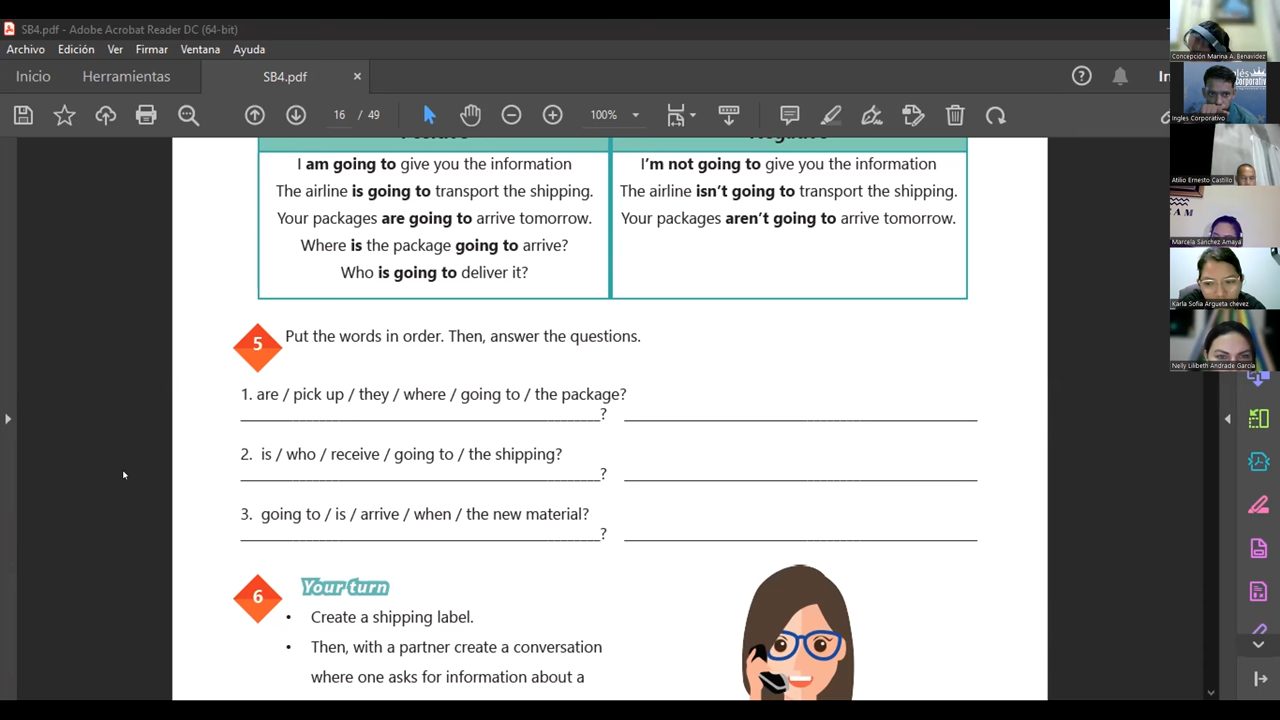 SB4.pdf - Adobe Acrobat Reader DC (64-bit)
Archivo Edición Ver Firmar Ventana Ayuda
Inicio Herramientas SB4.pdf ×
16 / 49 100%
I am going to give you the information
The airline is going to transport the shipping.
Your packages are going to arrive tomorrow.
Where is the package going to arrive?
Who is going to deliver it?
I'm not going to give you the information
The airline isn't going to transport the shipping.
Your packages aren't going to arrive tomorrow.
5 Put the words in order. Then, answer the questions.
1. are / pick up / they / where / going to / the package?
____________________? ____________________
2. is / who / receive / going to / the shipping?
____________________? ____________________
3. going to / is / arrive / when / the new material?
____________________? ____________________
6 Your turn
• Create a shipping label.
• Then, with a partner create a conversation
where one asks for information about a
Concepción Marina A. Benavidez
Ingles Corporativo
Atilio Ernesto Castillo
Marcela Sánchez Amaya
Karla Sofia Argueta chevez
Nelly Lilibeth Andrade García